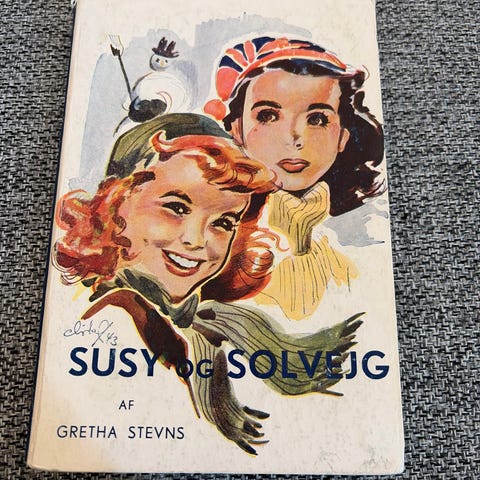 SUSY OG SOLVEJG
AF
GRETHA STEVNS